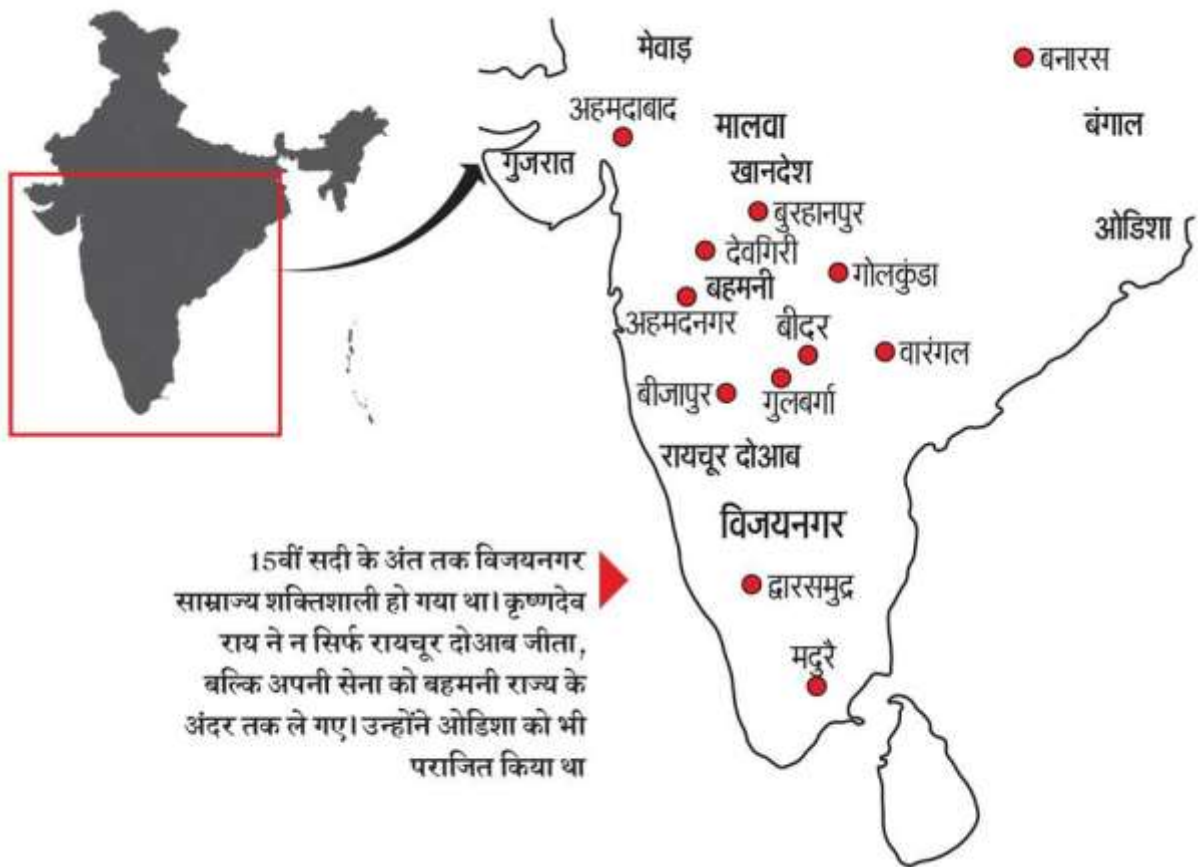 मेवाड़
बनारस
अहमदाबाद
मालवा
बंगाल
गुजरात
खानदेश
बुरहानपुर
ओडिशा
देवगिरी
गोलकुंडा
बहमनी
अहमदनगर
बीदर
वारंगल
बीजापुर
गुलबर्गा
रायचूर दोआब
विजयनगर
द्वारसमुद्र
मदुरै
15वीं सदी के अंत तक विजयनगर
साम्राज्य शक्तिशाली हो गया था। कृष्णदेव
राय ने न सिर्फ रायचूर दोआब जीता,
बल्कि अपनी सेना को बहमनी राज्य के
अंदर तक ले गए। उन्होंने ओडिशा को भी
पराजित किया था